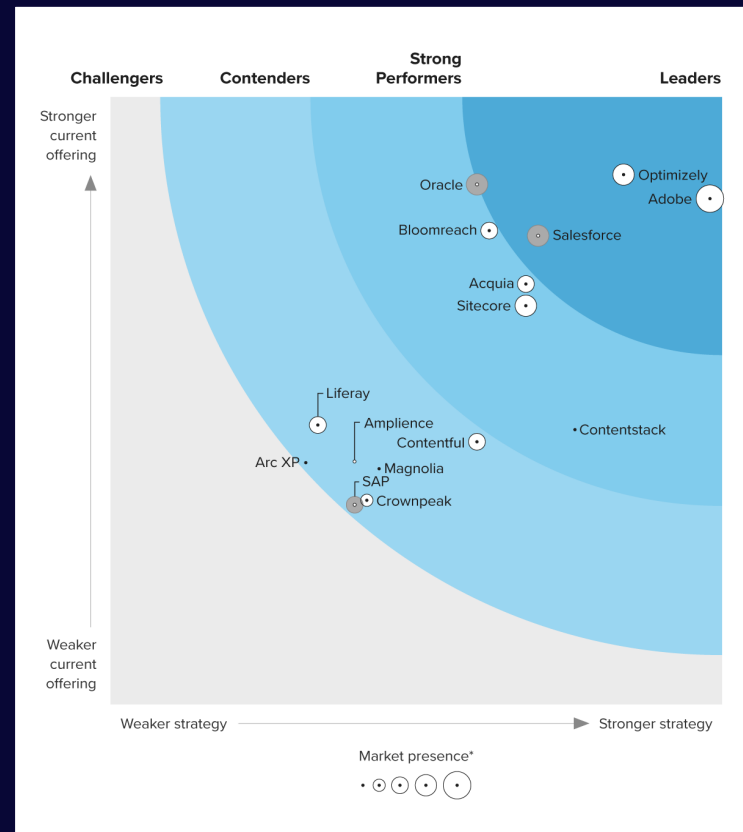 Strong
Challengers Contenders Performers Leaders
Stronger
current
offering
Optimizely
Oracle
Adobe
Bloomreach
Salesforce
Acquia
Sitecore
Liferay
Amplience
Contentstack
Contentful
Arc XP
Magnolia
SAP
Crownpeak
Weaker
current
offering
Weaker strategy Stronger strategy
Market presence*